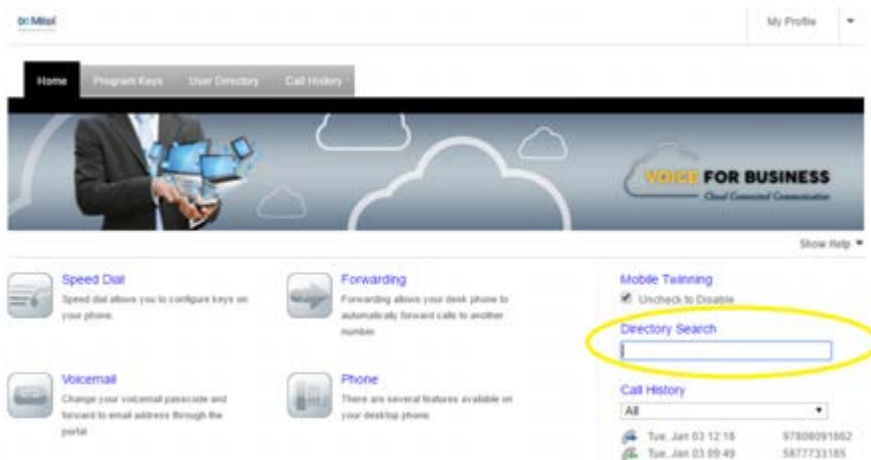 Mitel
My Profile
Home Program Keys User Directory Call History
VOICE FOR BUSINESS
Cloud Connected Communication
Show Help
Speed Dial
Speed dial allows you to configure keys on
your phone.
Forwarding
Forwarding allows your desk phone to
automatically forward calls to another
number.
Mobile Twinning
Uncheck to Disable
Directory Search
Voicemail
Change your voicemail passcode and
forward to email address through the
portal.
Phone
There are several features available on
your desktop phone.
Call History
All
Tue, Jan 03 12:18 97808091662
Tue, Jan 03 09:49 5877733185